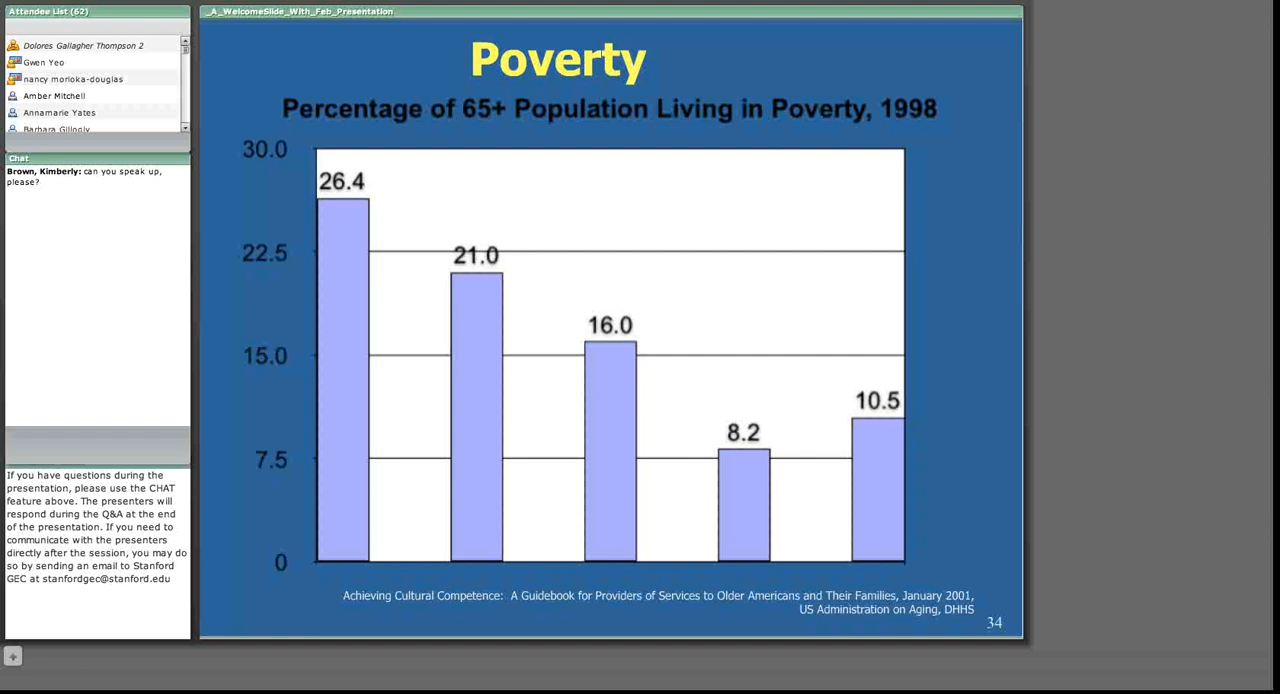 Attendee List (62)
Dolores Gallagher Thompson 2
Gwen Yeo
nancy morioka-douglas
Amber Mitchell
Annamarie Yates
Barbara Gillogly
Chat
Brown, Kimberly: can you speak up,
please?
If you have questions during the
presentation, please use the CHAT
feature above. The presenters will
respond during the Q&A at the end
of the presentation. If you need to
communicate with the presenters
directly after the session, you may do
so by sending an email to Stanford
GEC at stanfordgec@stanford.edu
_A_WelcomeSlide_With_Feb_Presentation
Poverty
Percentage of 65+ Population Living in Poverty, 1998
30.0
22.5
15.0
7.5
0
26.4
21.0
16.0
8.2
10.5
Achieving Cultural Competence: A Guidebook for Providers of Services to Older Americans and Their Families, January 2001,
US Administration on Aging, DHHS
34